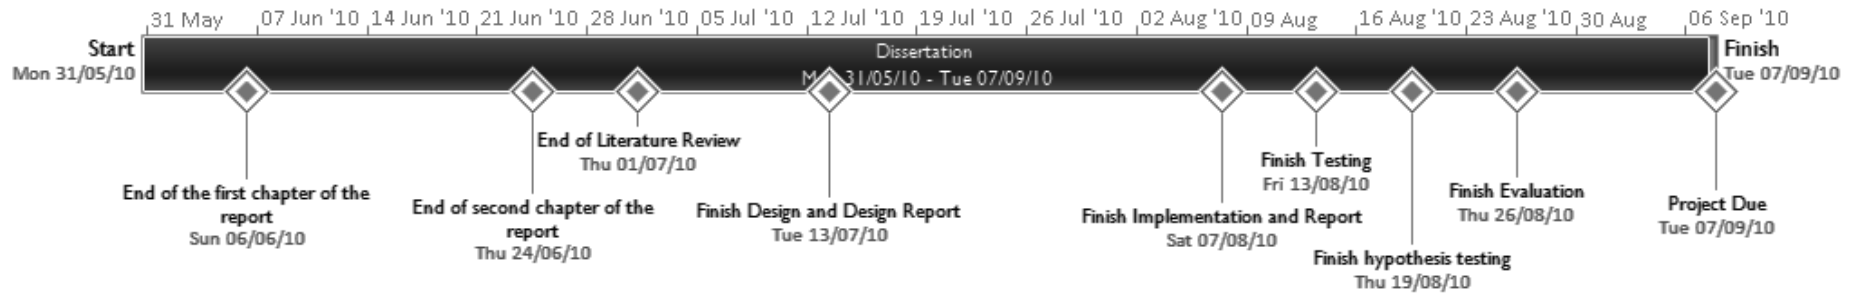 31 May 07 Jun '10 14 Jun '10 21 Jun '10 28 Jun '10 05 Jul '10 12 Jul '10 19 Jul '10 26 Jul '10 02 Aug '10 09 Aug 16 Aug '10 23 Aug '10 30 Aug 06 Sep '10
Start
Mon 31/05/10
Dissertation
31/05/10 - Tue 07/09/10
Finish
Tue 07/09/10
End of the first chapter of the
report
Sun 06/06/10
End of second chapter of the
report
Thu 24/06/10
End of Literature Review
Thu 01/07/10
Finish Design and Design Report
Tue 13/07/10
Finish Implementation and Report
Sat 07/08/10
Finish Testing
Fri 13/08/10
Finish hypothesis testing
Thu 19/08/10
Finish Evaluation
Thu 26/08/10
Project Due
Tue 07/09/10